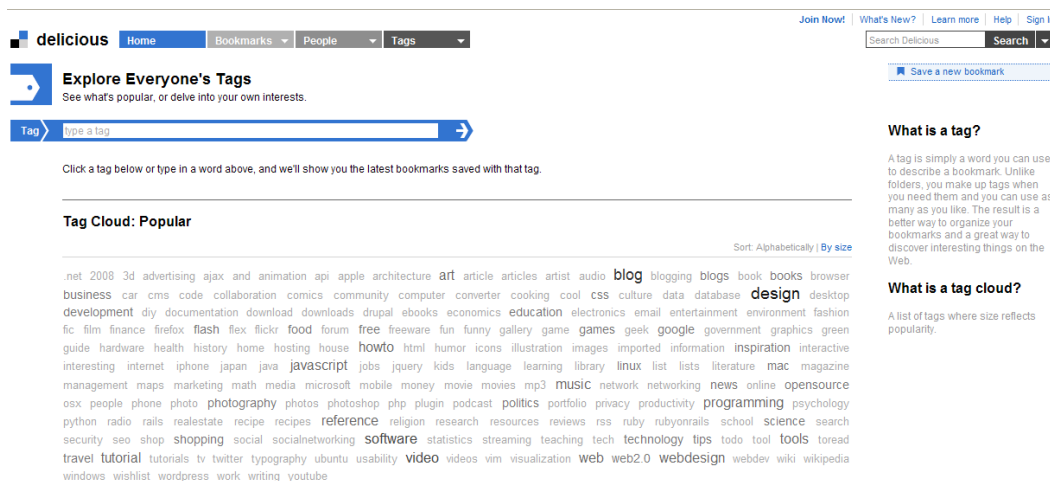 Join Now! What's New? Learn more Help Sign
delicious Home Bookmarks People Tags Search Delicious Search
Explore Everyone's Tags
See what's popular, or delve into your own interests.
Save a new bookmark
Tag type a tag
Click a tag below or type in a word above, and we'll show you the latest bookmarks saved with that tag.
Tag Cloud: Popular
Sort: Alphabetically | By size
.net 2008 3d advertising ajax and animation api apple architecture art article articles artist audio blog blogging blogs book books browser
business car cms code collaboration comics community computer converter cooking cool css culture data database design desktop
development diy documentation download downloads drupal ebooks economics education electronics email entertainment environment fashion
fic film finance firefox flash flex flickr food forum free freeware fun funny gallery game games geek google government graphics green
guide hardware health history home hosting house howto html humor icons illustration images imported information inspiration interactive
interesting internet iphone japan java javascript jobs jquery kids language learning library linux list lists literature mac magazine
management maps marketing math media microsoft mobile money movie movies mp3 music network networking news online opensource
osx people phone photo photography photos photoshop php plugin podcast politics portfolio privacy productivity programming psychology
python radio rails realestate recipe recipes reference religion research resources reviews rss ruby rubyonrails school science search
security seo shop shopping social socialnetworking software statistics streaming teaching tech technology tips todo tool tools toread
travel tutorial tutorials tv twitter typography ubuntu usability video videos vim visualization web web2.0 webdesign webdev wiki wikipedia
windows wishlist wordpress work writing youtube
What is a tag?
A tag is simply a word you can use
to describe a bookmark. Unlike
folders, you make up tags when
you need them and you can use as
many as you like. The result is a
better way to organize your
bookmarks and a great way to
discover interesting things on the
Web.
What is a tag cloud?
A list of tags where size reflects
popularity.